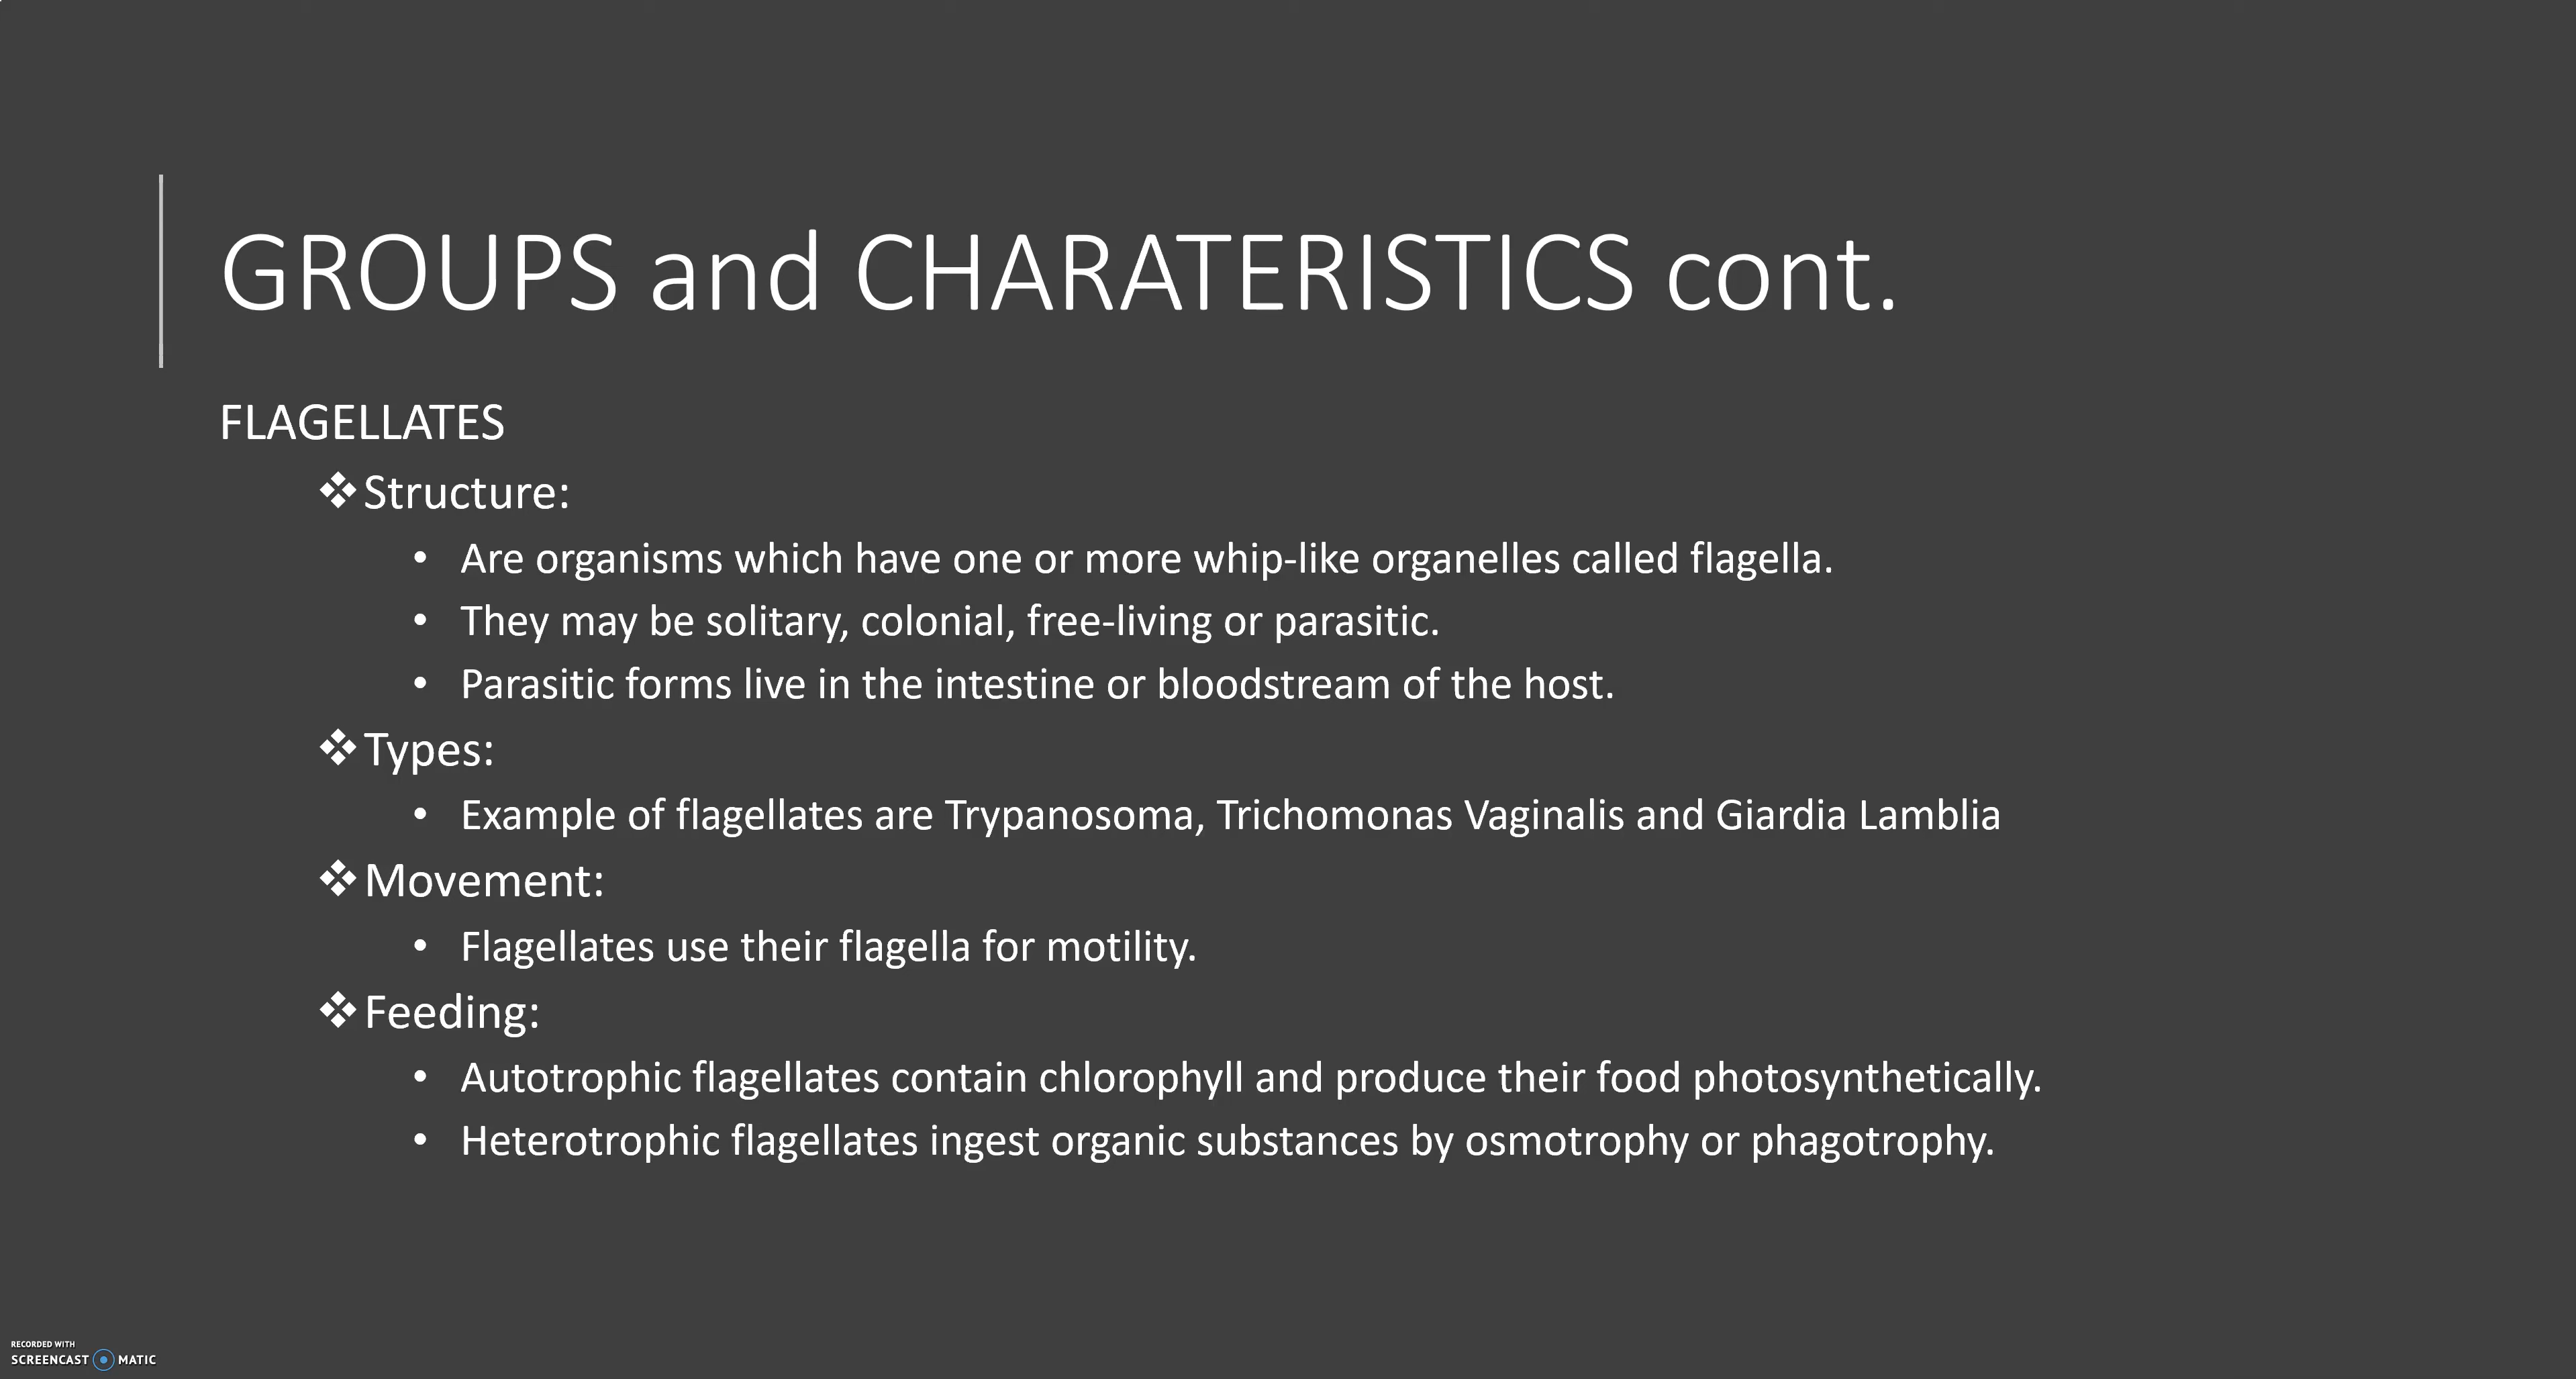 GROUPS and CHARATERISTICS cont.
FLAGELLATES
❖Structure:
• Are organisms which have one or more whip-like organelles called flagella.
• They may be solitary, colonial, free-living or parasitic.
• Parasitic forms live in the intestine or bloodstream of the host.
❖Types:
• Example of flagellates are Trypanosoma, Trichomonas Vaginalis and Giardia Lamblia
❖Movement:
• Flagellates use their flagella for motility.
❖Feeding:
• Autotrophic flagellates contain chlorophyll and produce their food photosynthetically.
• Heterotrophic flagellates ingest organic substances by osmotrophy or phagotrophy.
RECORDED WITH
SCREENCAST MATIC